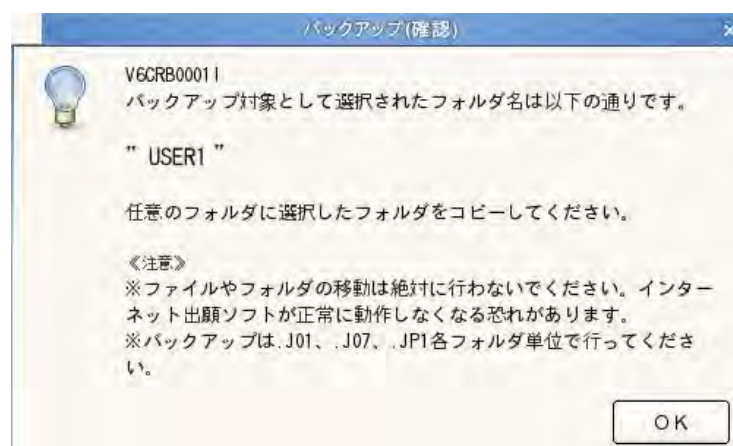 バックアップ(確認)
V6CRB0001I
バックアップ対象として選択されたフォルダ名は以下の通りです。
” USER1 ”
任意のフォルダに選択したフォルダをコピーしてください。
≪注意≫
※ファイルやフォルダの移動は絶対に行わないでください。インター
ネット出願ソフトが正常に動作しなくなる恐れがあります。
※バックアップは.J01、.J07、.JP1各フォルダ単位で行ってくださ
い。
OK